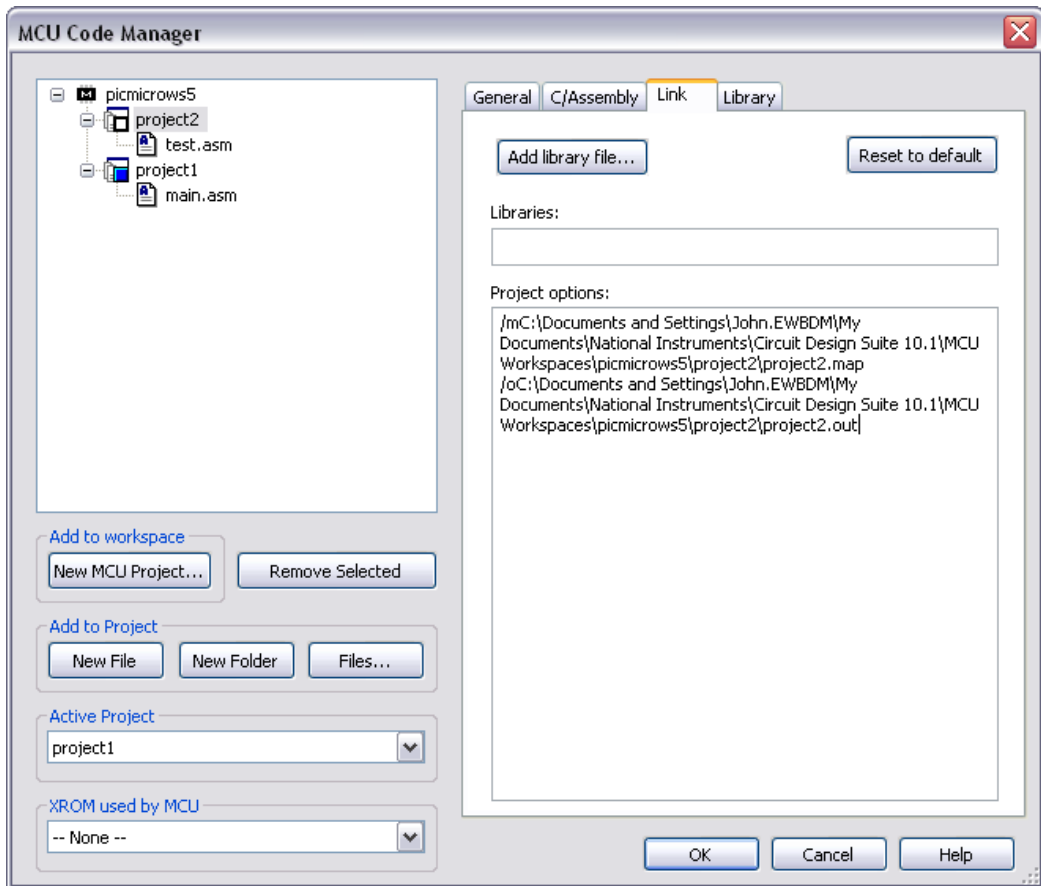 MCU Code Manager
picmicrows5
project2
test.asm
project1
main.asm
Add to workspace
New MCU Project...
Remove Selected
Add to Project
New File
New Folder
Files...
Active Project
project1
XROM used by MCU
-- None --
General
C/Assembly
Link
Library
Add library file...
Reset to default
Libraries:
Project options:
/mC:\Documents and Settings\John.EWBDM\My
Documents\National Instruments\Circuit Design Suite 10.1\MCU
Workspaces\picmicrows5\project2\project2.map
/oC:\Documents and Settings\John.EWBDM\My
Documents\National Instruments\Circuit Design Suite 10.1\MCU
Workspaces\picmicrows5\project2\project2.out
OK
Cancel
Help